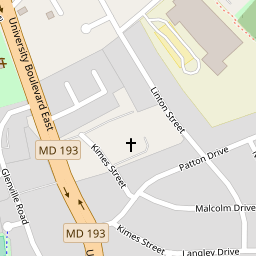 University Boulevard East
Linton Street
MD 193
Kimes Street
Patton Drive
Glenville Road
Malcolm Drive
MD 193
U
Kimes Street
Langley Drive